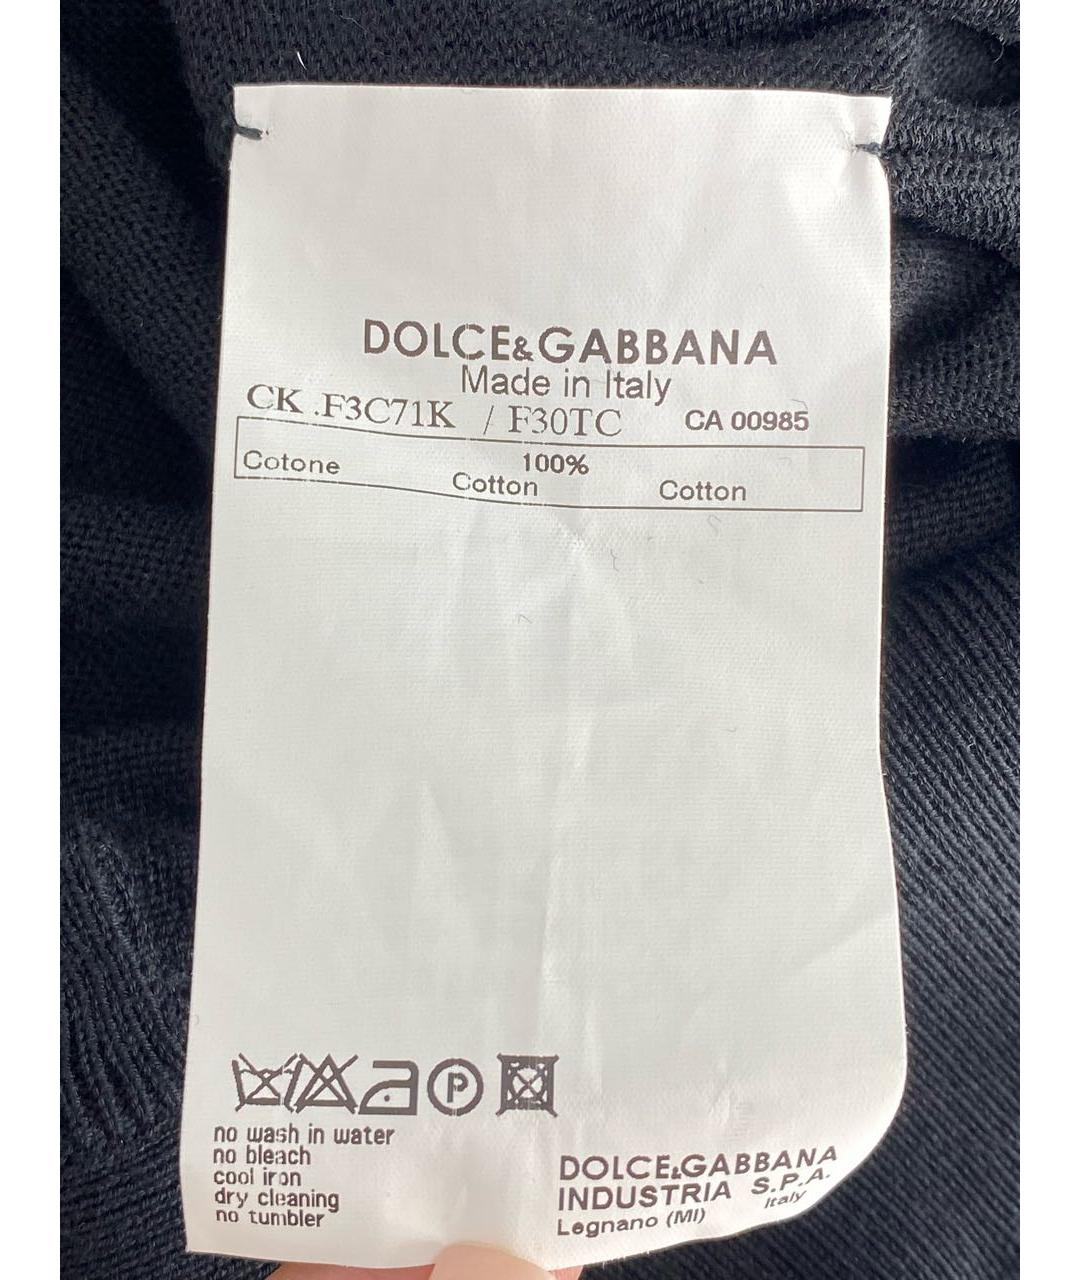 DOLCE&GABBANA
Made in Italy
CK .F3C71K / F30TC CA 00985
Cotone 100%
Cotton Cotton
P
no wash in water
no bleach
cool iron
dry cleaning
no tumbler
DOLCE&GABBANA
INDUSTRIA S.P.A.
Legnano (MI) Italy